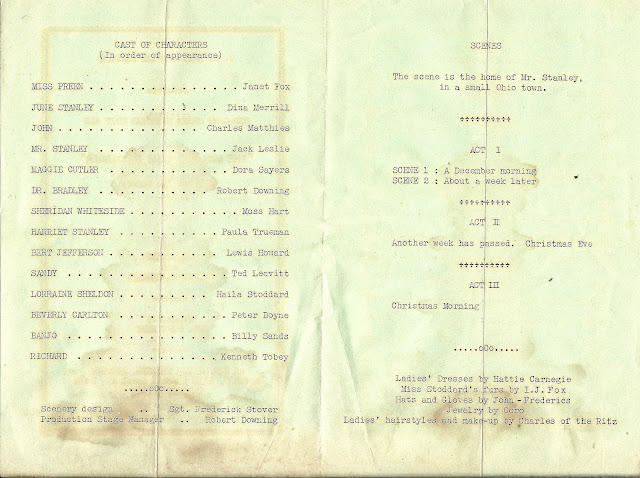 CAST OF CHARACTERS
(In order of appearance)
MISS PREEN . . . . . . . . . . . . . . . Janet Fox
JUNE STANLEY . . . . . . . . . . . . . Dina Merrill
JOHN . . . . . . . . . . . . . . Charles Matthies
MR. STANLEY . . . . . . . . . . . . . Jack Leslie
MAGGIE CUTLER . . . . . . . . . . . . Dora Sayers
DR. BRADLEY . . . . . . . . . . . Robert Downing
SHERIDAN WHITESIDE . . . . . . . . . . . Moss Hart
HARRIET STANLEY . . . . . . . . . Paula Trueman
BERT JEFFERSON . . . . . . . . . . Lewis Howard
SANDY . . . . . . . . . . . . . . . Ted Leavitt
LORRAINE SHELDON . . . . . . . . . Haila Stoddard
BEVERLY CARLTON . . . . . . . . . . Peter Boyne
BANJO . . . . . . . . . . . . . . . Billy Sands
RICHARD . . . . . . . . . . . . . Kenneth Tobey
.....oOo.....
Scenery design .. Sgt. Frederick Stover
Production Stage Manager .. Robert Downing
SCENES
The scene is the home of Mr. Stanley,
in a small Ohio town.
ACT I
SCENE 1 : A December morning
SCENE 2 : About a week later
ACT II
Another week has passed. Christmas Eve
ACT III
Christmas Morning
.....oOo.....
Ladies' Dresses by Hattie Carnegie
Miss Stoddard's furs by I.J. Fox
Hats and Gloves by John - Frederics
Jewelry by Coro
Ladies' hairstyles and make-up by Charles of the Ritz